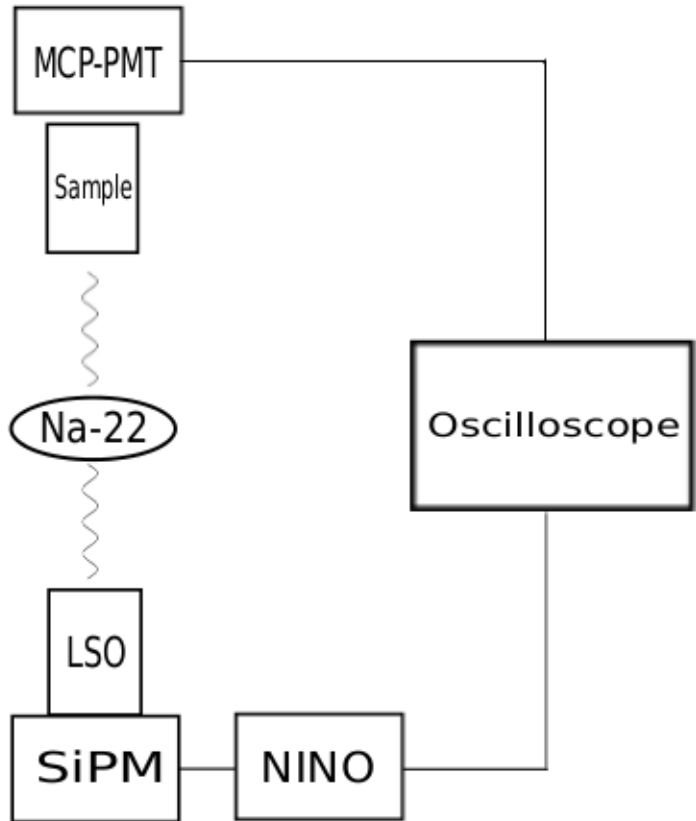 MCP-PMT
Sample
Na-22
Oscilloscope
LSO
SiPM
NINO